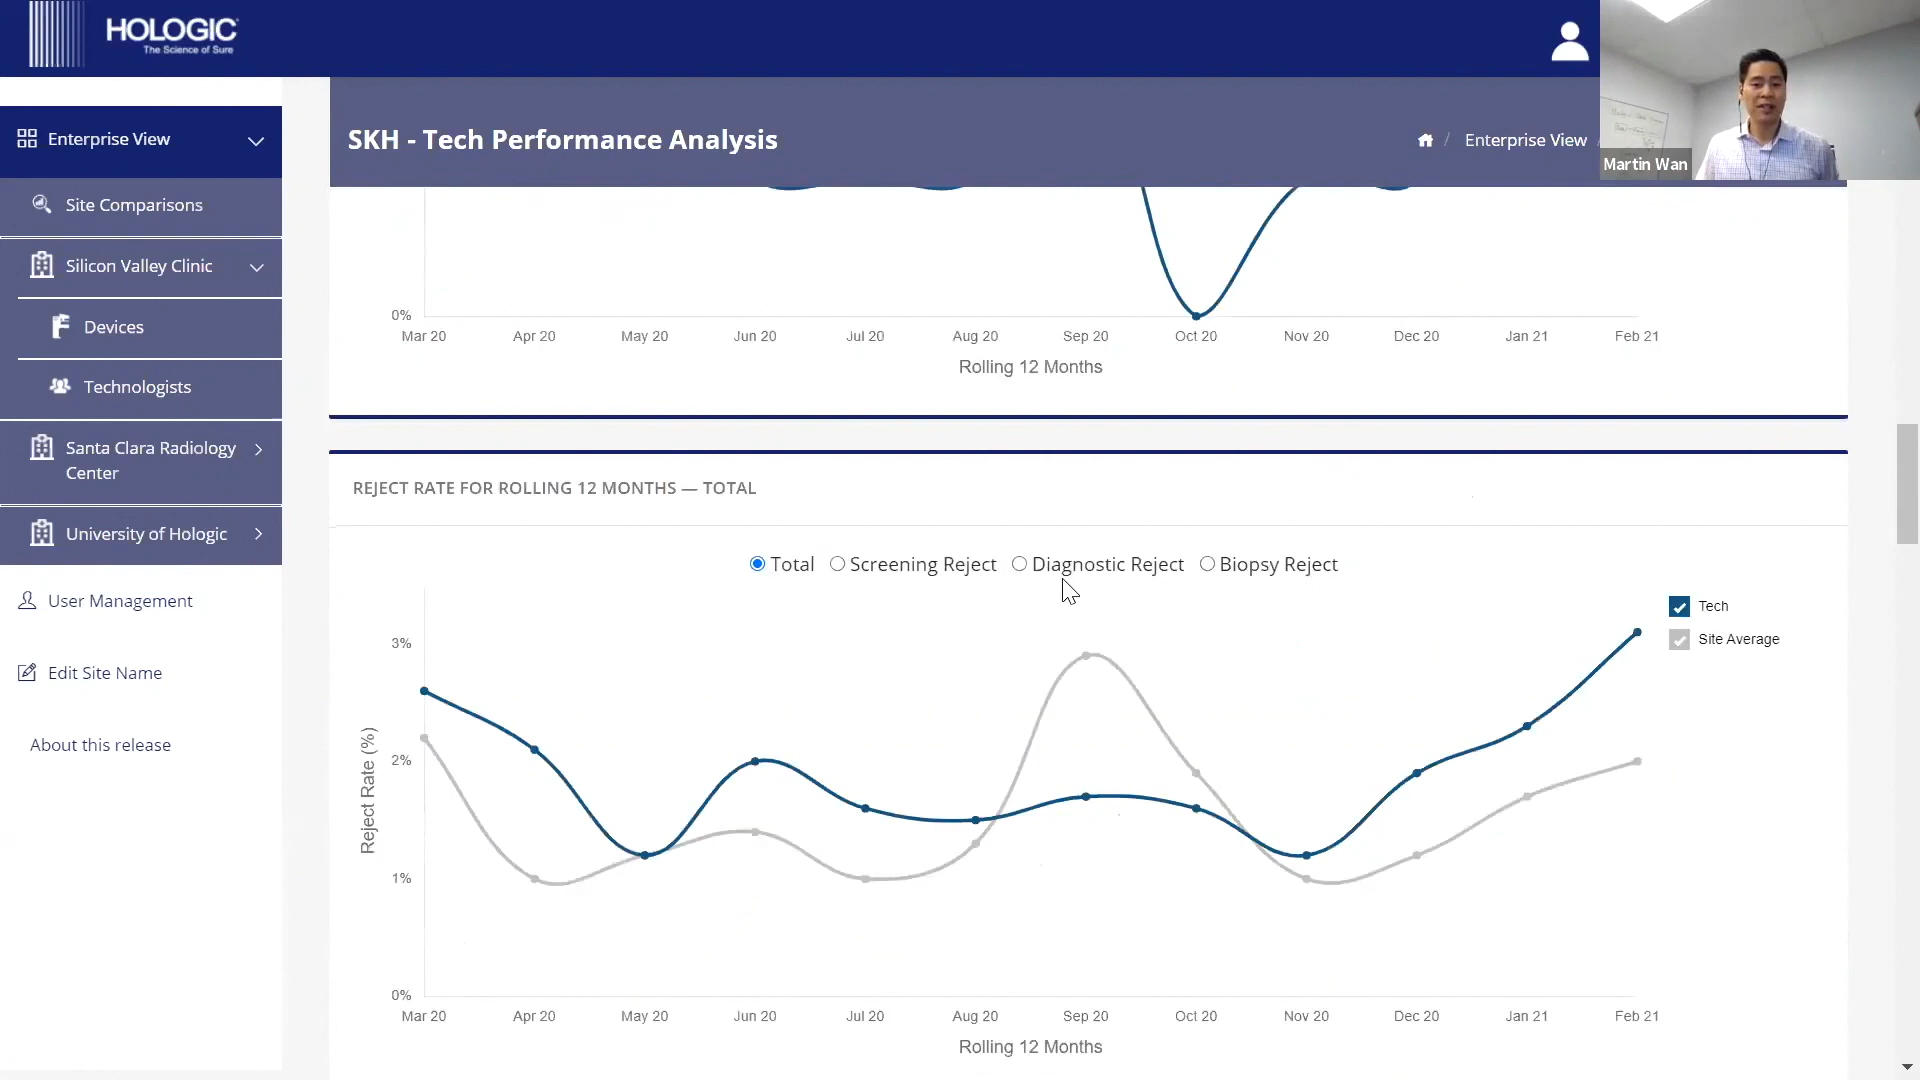 HOLOGIC
The Science of Sure
Martin Wan
Enterprise View
Site Comparisons
Silicon Valley Clinic
Devices
Technologists
Santa Clara Radiology
Center
University of Hologic
User Management
Edit Site Name
About this release
SKH - Tech Performance Analysis
/ Enterprise View
0%
Mar 20 Apr 20 May 20 Jun 20 Jul 20 Aug 20 Sep 20 Oct 20 Nov 20 Dec 20 Jan 21 Feb 21
Rolling 12 Months
REJECT RATE FOR ROLLING 12 MONTHS — TOTAL
Total Screening Reject Diagnostic Reject Biopsy Reject
Tech
Site Average
Reject Rate (%)
3%
2%
1%
0%
Mar 20 Apr 20 May 20 Jun 20 Jul 20 Aug 20 Sep 20 Oct 20 Nov 20 Dec 20 Jan 21 Feb 21
Rolling 12 Months